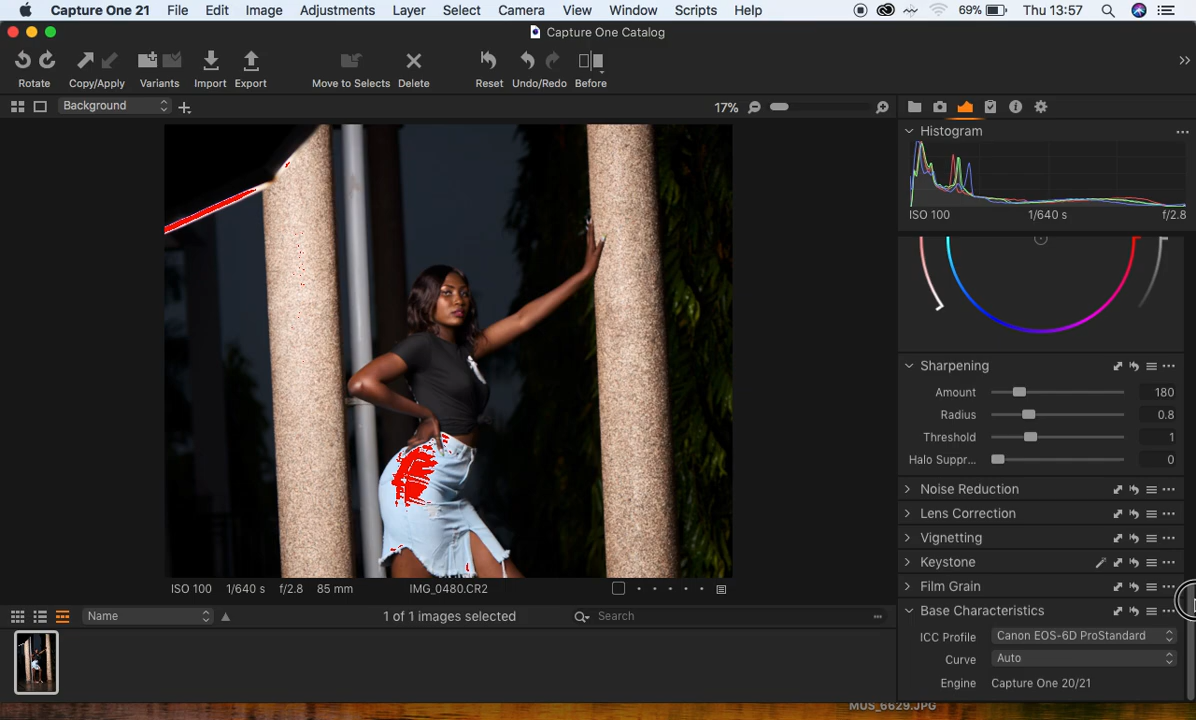 Capture One 21 File Edit Image Adjustments Layer Select Camera View Window Scripts Help 69% Thu 13:57
Capture One Catalog
Rotate Copy/Apply Variants Import Export Move to Selects Delete Reset Undo/Redo Before
Background 17%
Histogram
ISO 100 1/640 s f/2.8
Sharpening
Amount 180
Radius 0.8
Threshold 1
Halo Suppr... 0
Noise Reduction
Lens Correction
Vignetting
Keystone
Film Grain
Base Characteristics
ICC Profile Canon EOS-6D ProStandard
Curve Auto
Engine Capture One 20/21
ISO 100 1/640 s f/2.8 85 mm IMG_0480.CR2
Name 1 of 1 images selected Search
MUS_6629.JPG